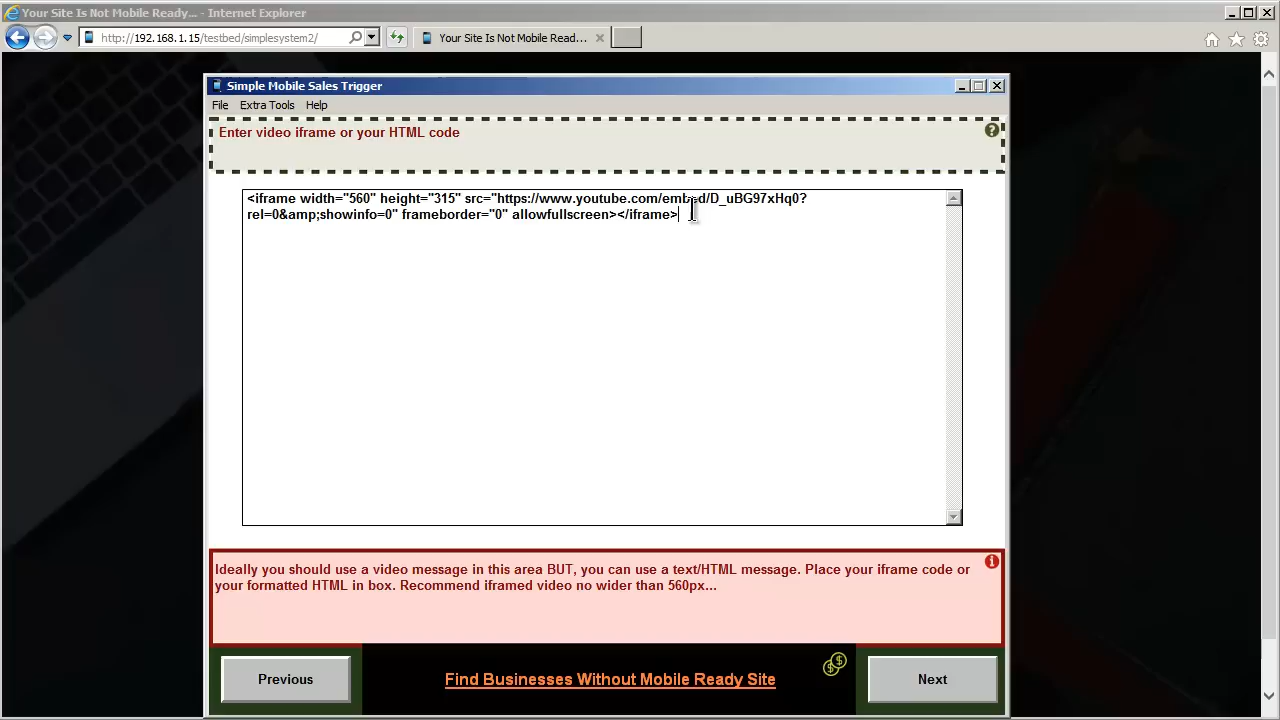 Your Site Is Not Mobile Ready... - Internet Explorer
http://192.168.1.15/testbed/simplesystem2/
Your Site Is Not Mobile Read...
Simple Mobile Sales Trigger
File Extra Tools Help
Enter video iframe or your HTML code
?
<iframe width="560" height="315" src="https://www.youtube.com/embed/D_uBG97xHq0?
rel=0&amp;showinfo=0" frameborder="0" allowfullscreen></iframe>
Ideally you should use a video message in this area BUT, you can use a text/HTML message. Place your iframe code or
your formatted HTML in box. Recommend iframed video no wider than 560px...
Previous
Find Businesses Without Mobile Ready Site
$ $
Next